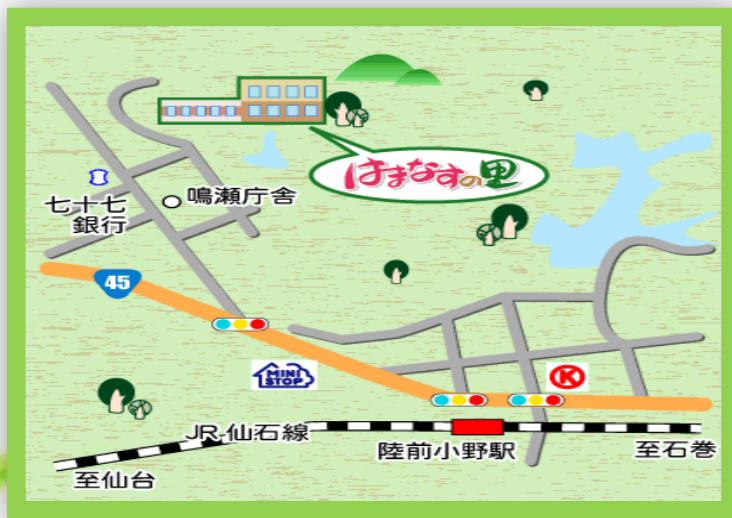 はまなすの里
七十七
銀行
鳴瀬庁舎
45
MINI
STOP
K
JR 仙石線
陸前小野駅
至石巻
至仙台